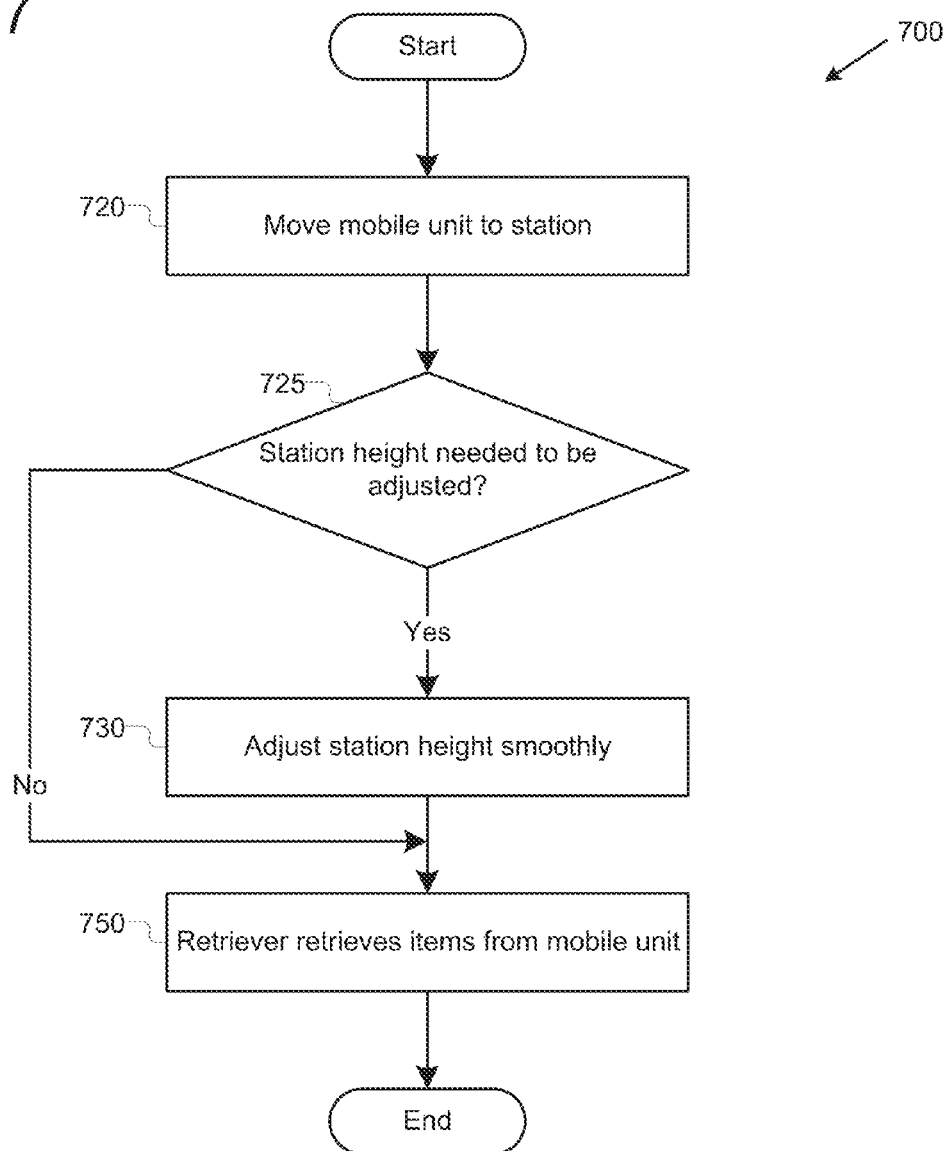 Start
700
720
Move mobile unit to station
725
Station height needed to be
adjusted?
Yes
730
Adjust station height smoothly
No
750
Retriever retrieves items from mobile unit
End